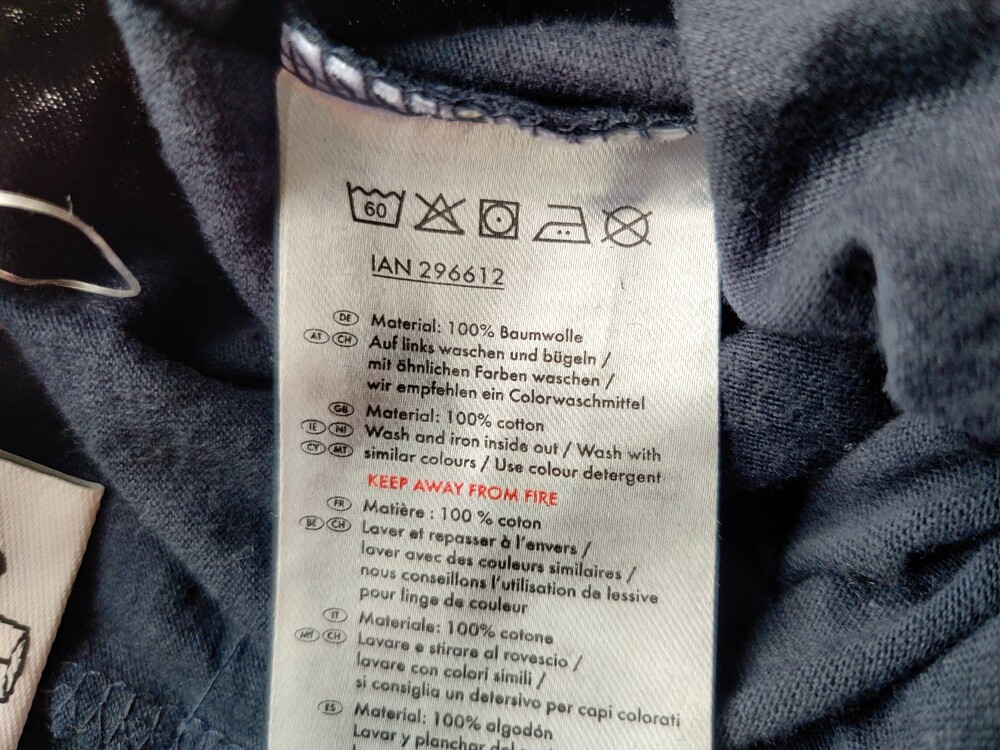 60
IAN 296612
DE Material: 100% Baumwolle
AT CH Auf links waschen und bügeln /
mit ähnlichen Farben waschen /
wir empfehlen ein Colorwaschmittel
GB Material: 100% cotton
IE NI Wash and iron inside out / Wash with
CY MT similar colours / Use colour detergent
KEEP AWAY FROM FIRE
FR Matière : 100 % coton
BE CH Laver et repasser à l'envers /
laver avec des couleurs similaires /
nous conseillons l'utilisation de lessive
pour linge de couleur
IT Materiale: 100% cotone
MT CH Lavare e stirare al rovescio /
lavare con colori simili /
si consiglia un detersivo per capi colorati
ES Material: 100% algodón
Lavar y planchar del